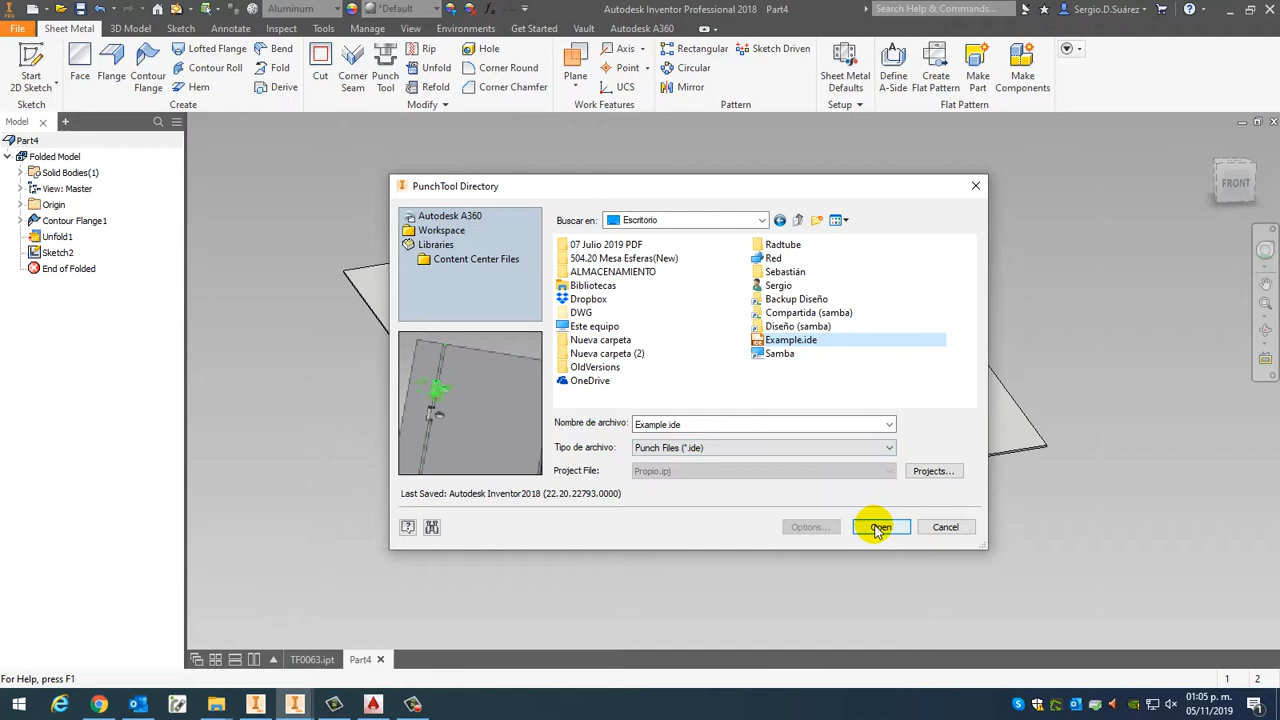 Aluminum
*Default
Autodesk Inventor Professional 2018 Part4
Search Help & Commands...
Sergio.D.Suárez
File Sheet Metal 3D Model Sketch Annotate Inspect Tools Manage View Environments Get Started Vault Autodesk A360
Start
2D Sketch
Face
Flange
Contour
Flange
Lofted Flange
Contour Roll
Hem
Bend
Derive
Cut
Corner
Seam
Punch
Tool
Rip
Unfold
Refold
Hole
Corner Round
Corner Chamfer
Plane
Axis
Point
UCS
Rectangular
Circular
Mirror
Sketch Driven
Sheet Metal
Defaults
Define
A-Side
Create
Flat Pattern
Make
Part
Make
Components
Sketch Create Modify Work Features Pattern Setup Flat Pattern
Model
Part4
Folded Model
Solid Bodies(1)
View: Master
Origin
Contour Flange1
Unfold1
Sketch2
End of Folded
FRONT
PunchTool Directory
Autodesk A360
Workspace
Libraries
Content Center Files
Buscar en: Escritorio
07 Julio 2019 PDF
504.20 Mesa Esferas(New)
ALMACENAMIENTO
Bibliotecas
Dropbox
DWG
Este equipo
Nueva carpeta
Nueva carpeta (2)
OldVersions
OneDrive
Radtube
Red
Sebastián
Sergio
Backup Diseño
Compartida (samba)
Diseño (samba)
Example.ide
Samba
Nombre de archivo: Example.ide
Tipo de archivo: Punch Files (*.ide)
Project File: Propio.ipj Projects...
Last Saved: Autodesk Inventor2018 (22.20.22793.0000)
Options... Open Cancel
TF0063.ipt Part4
For Help, press F1
1 2
01:05 p. m.
05/11/2019